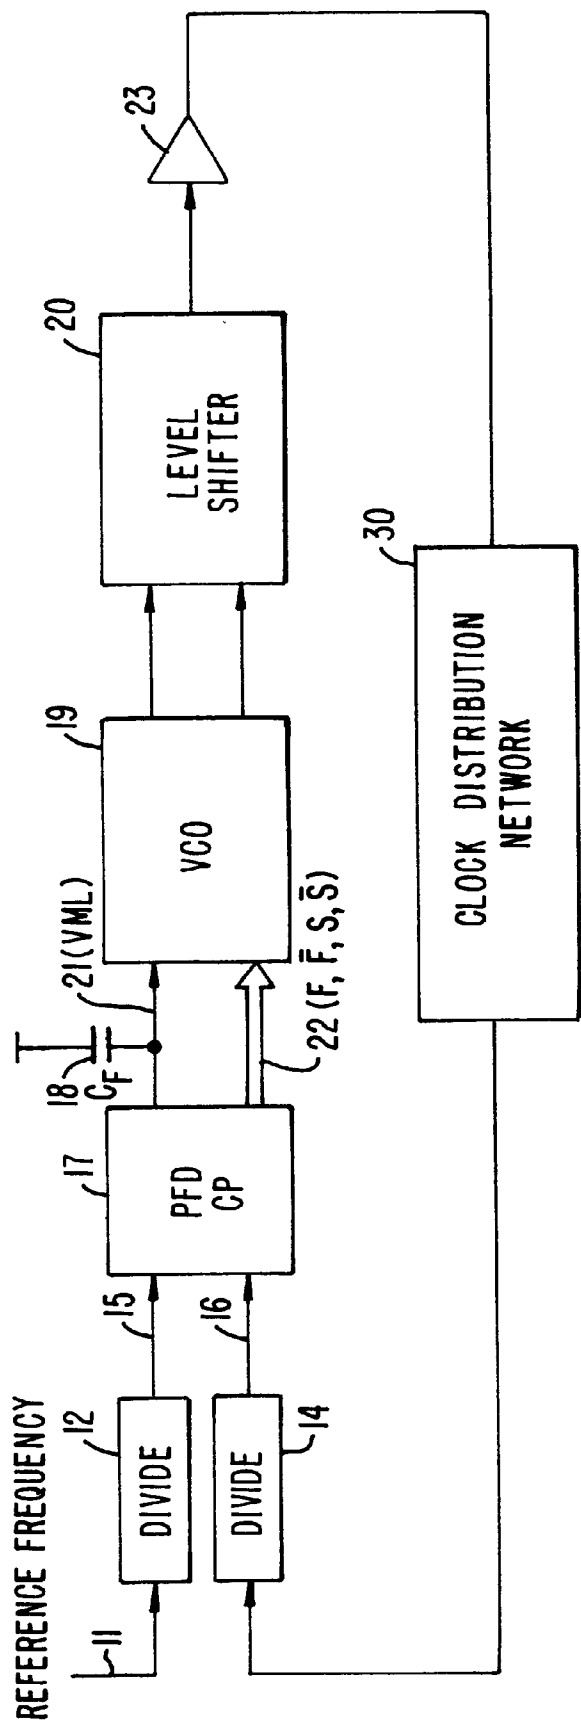 REFERENCE FREQUENCY
11
12
DIVIDE
DIVIDE
14
15
16
17
PFD
CP
18
C_F
21(VML)
22(F, F̅, S, S̅)
19
VCO
20
LEVEL
SHIFTER
23
30
CLOCK DISTRIBUTION
NETWORK